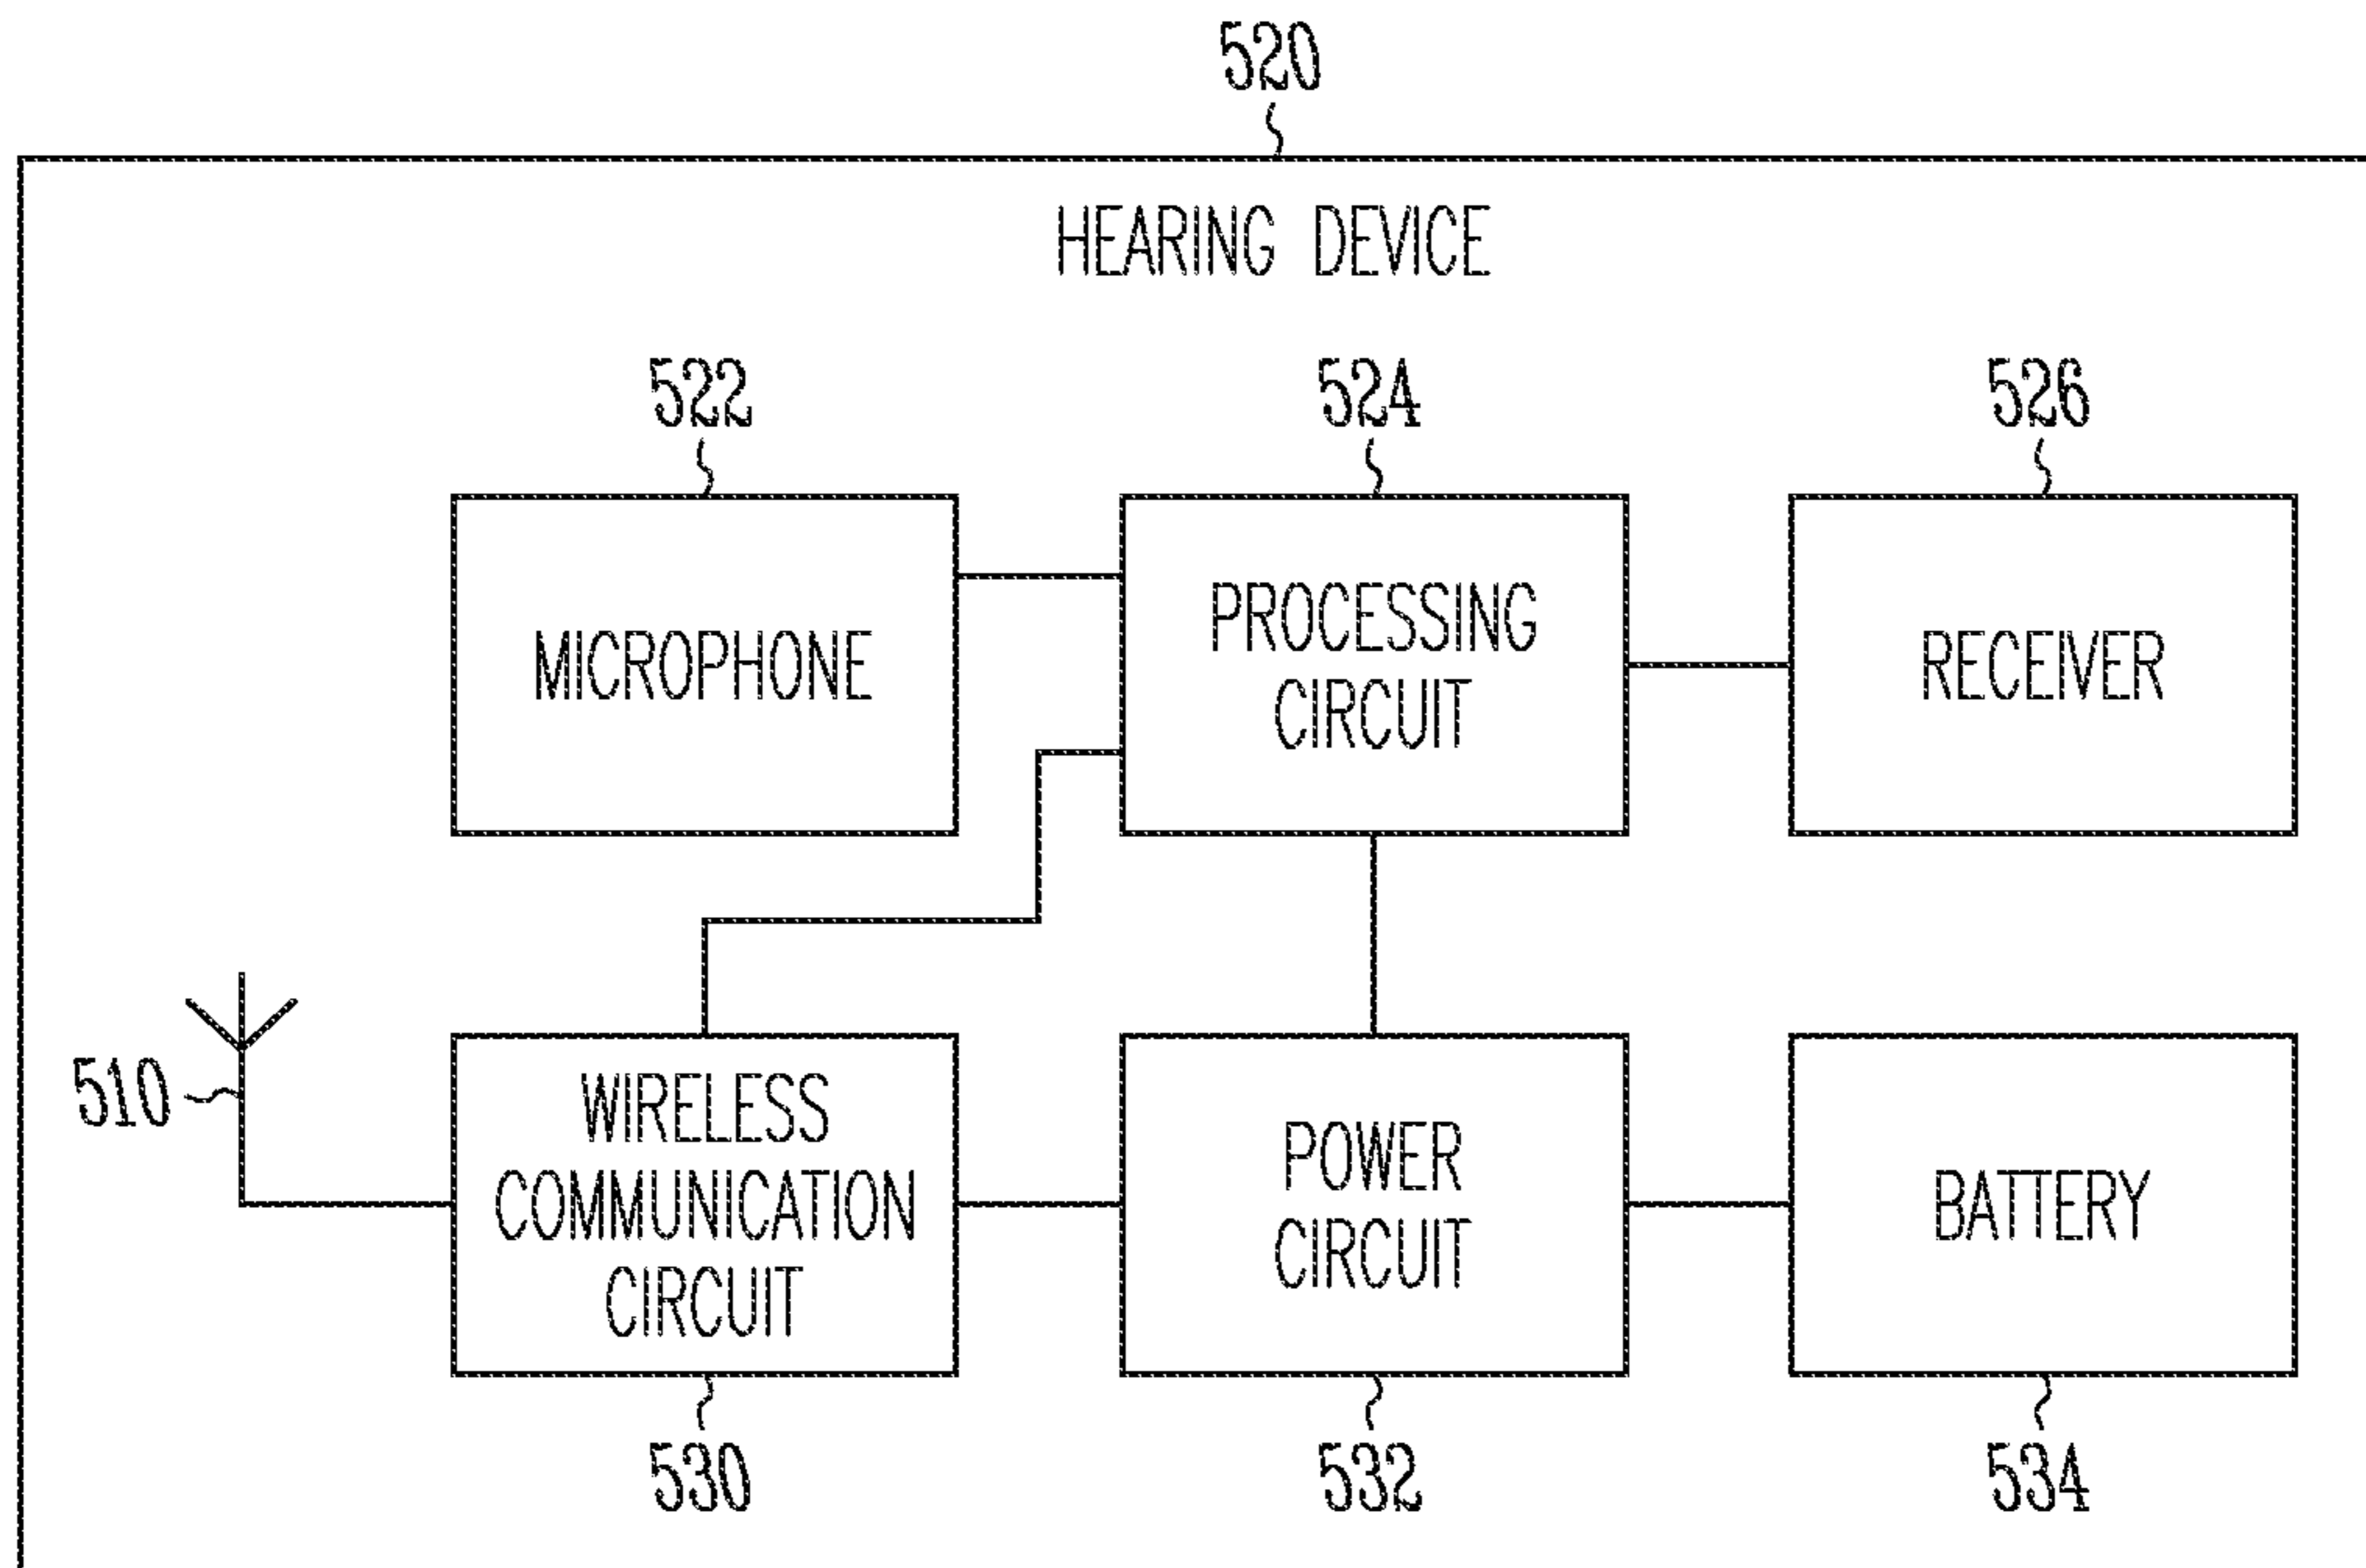 520
HEARING DEVICE
522
524
526
MICROPHONE
PROCESSING
CIRCUIT
RECEIVER
510
WIRELESS
COMMUNICATION
CIRCUIT
POWER
CIRCUIT
BATTERY
530
532
534